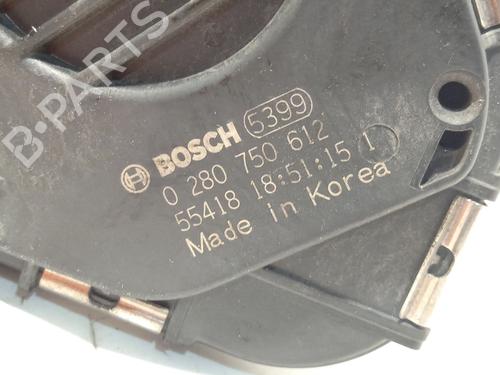 B-PARTS
BOSCH 5399
0 280 750 612
55418 18:51:15 1
Made in Korea